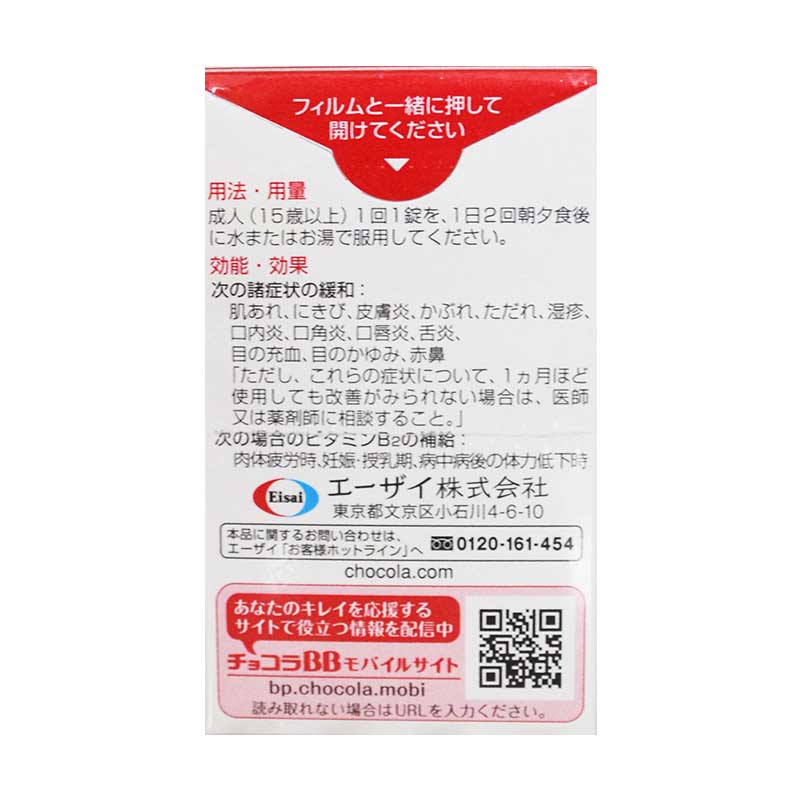 フィルムと一緒に押して
開けてください
用法・用量
成人（15歳以上）1回1錠を、1日2回朝夕食後
に水またはお湯で服用してください。
効能・効果
次の諸症状の緩和：
肌あれ、にきび、皮膚炎、かぶれ、ただれ、湿疹、
口内炎、口角炎、口唇炎、舌炎、
目の充血、目のかゆみ、赤鼻
「ただし、これらの症状について、1ヵ月ほど
使用しても改善がみられない場合は、医師
又は薬剤師に相談すること。」
次の場合のビタミンB2の補給：
肉体疲労時、妊娠・授乳期、病中病後の体力低下時
Eisai エーザイ株式会社
東京都文京区小石川4-6-10
本品に関するお問い合わせは、
エーザイ「お客様ホットライン」へ 0120-161-454
chocola.com
あなたのキレイを応援する
サイトで役立つ情報を配信中
チョコラBBモバイルサイト
bp.chocola.mobi
読み取れない場合はURLを入力ください。